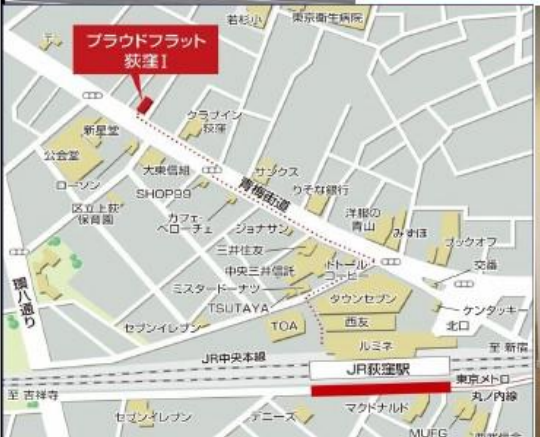 若杉小
東京衛生病院
プラウドフラット
荻窪I
新星堂
クラブイン
荻窪
公会堂
大東信組
サンクス
ローソン
SHOP99
青梅街道
りそな銀行
区立上荻
保育園
カフェ・
ベローチェ
ジョナサン
洋服の
青山
みずほ
ブックオフ
三井住友
中央三井信託
ドトール
コーヒー
交番
環八通り
ミスタードーナツ
TSUTAYA
タウンセブン
ケンタッキー
セブンイレブン
TOA
西友
北口
ルミネ
JR中央本線
至 新宿
JR荻窪駅
至 吉祥寺
東京メトロ
丸ノ内線
セブンイレブン
デニーズ
マクドナルド
MUFG